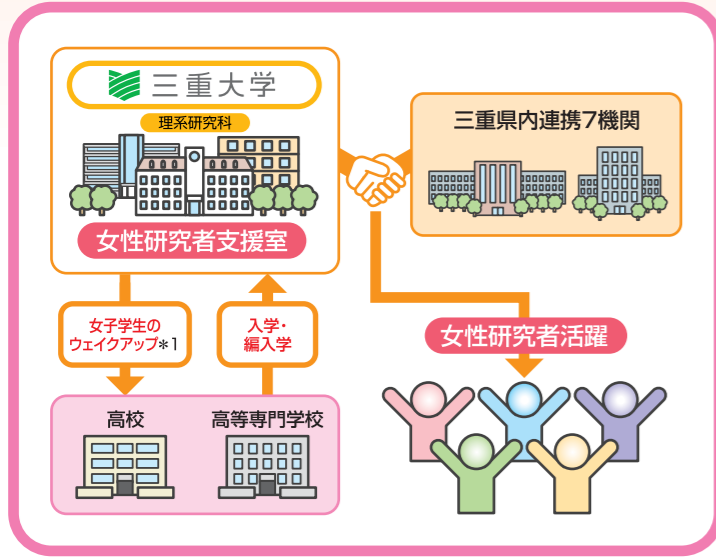 三重大学
理系研究科
女性研究者支援室
三重県内連携7機関
女子学生の
ウェイクアップ*1
入学・
編入学
女性研究者活躍
高校
高等専門学校